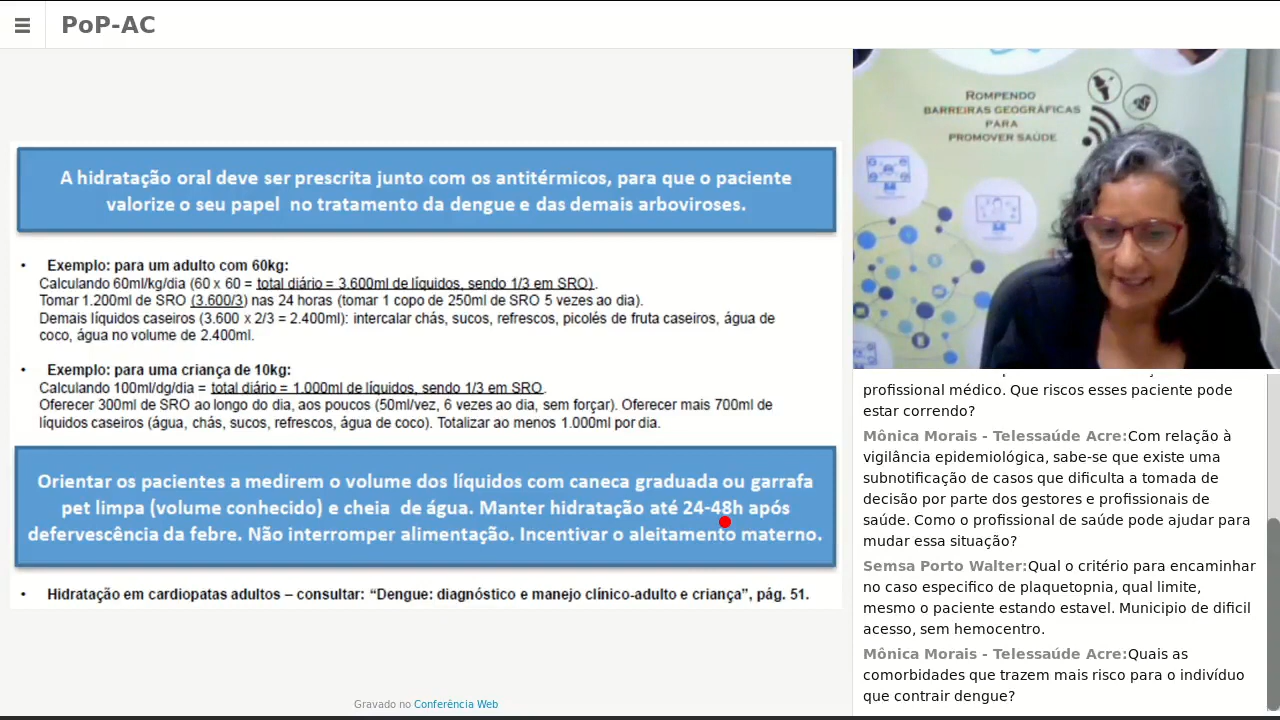 PoP-AC
A hidratação oral deve ser prescrita junto com os antitérmicos, para que o paciente
valorize o seu papel no tratamento da dengue e das demais arboviroses.
• Exemplo: para um adulto com 60kg:
Calculando 60ml/kg/dia (60 x 60 = total diário = 3.600ml de líquidos, sendo 1/3 em SRO).
Tomar 1.200ml de SRO (3.600/3) nas 24 horas (tomar 1 copo de 250ml de SRO 5 vezes ao dia).
Demais líquidos caseiros (3.600 x 2/3 = 2.400ml): intercalar chás, sucos, refrescos, picolés de fruta caseiros, água de
coco, água no volume de 2.400ml.
• Exemplo: para uma criança de 10kg:
Calculando 100ml/dg/dia = total diário = 1.000ml de líquidos, sendo 1/3 em SRO.
Oferecer 300ml de SRO ao longo do dia, aos poucos (50ml/vez, 6 vezes ao dia, sem forçar). Oferecer mais 700ml de
líquidos caseiros (água, chás, sucos, refrescos, água de coco). Totalizar ao menos 1.000ml por dia.
Orientar os pacientes a medirem o volume dos líquidos com caneca graduada ou garrafa
pet limpa (volume conhecido) e cheia de água. Manter hidratação até 24-48h após
defervescência da febre. Não interromper alimentação. Incentivar o aleitamento materno.
• Hidratação em cardiopatas adultos – consultar: “Dengue: diagnóstico e manejo clínico-adulto e criança”, pág. 51.
Gravado no Conferência Web
ROMPENDO
BARREIRAS GEOGRÁFICAS
PARA
PROMOVER SAÚDE
profissional médico. Que riscos esses paciente pode
estar correndo?
Mônica Morais - Telessaúde Acre:Com relação à
vigilância epidemiológica, sabe-se que existe uma
subnotificação de casos que dificulta a tomada de
decisão por parte dos gestores e profissionais de
saúde. Como o profissional de saúde pode ajudar para
mudar essa situação?
Semsa Porto Walter:Qual o critério para encaminhar
no caso especifico de plaquetopnia, qual limite,
mesmo o paciente estando estavel. Municipio de dificil
acesso, sem hemocentro.
Mônica Morais - Telessaúde Acre:Quais as
comorbidades que trazem mais risco para o indivíduo
que contrair dengue?